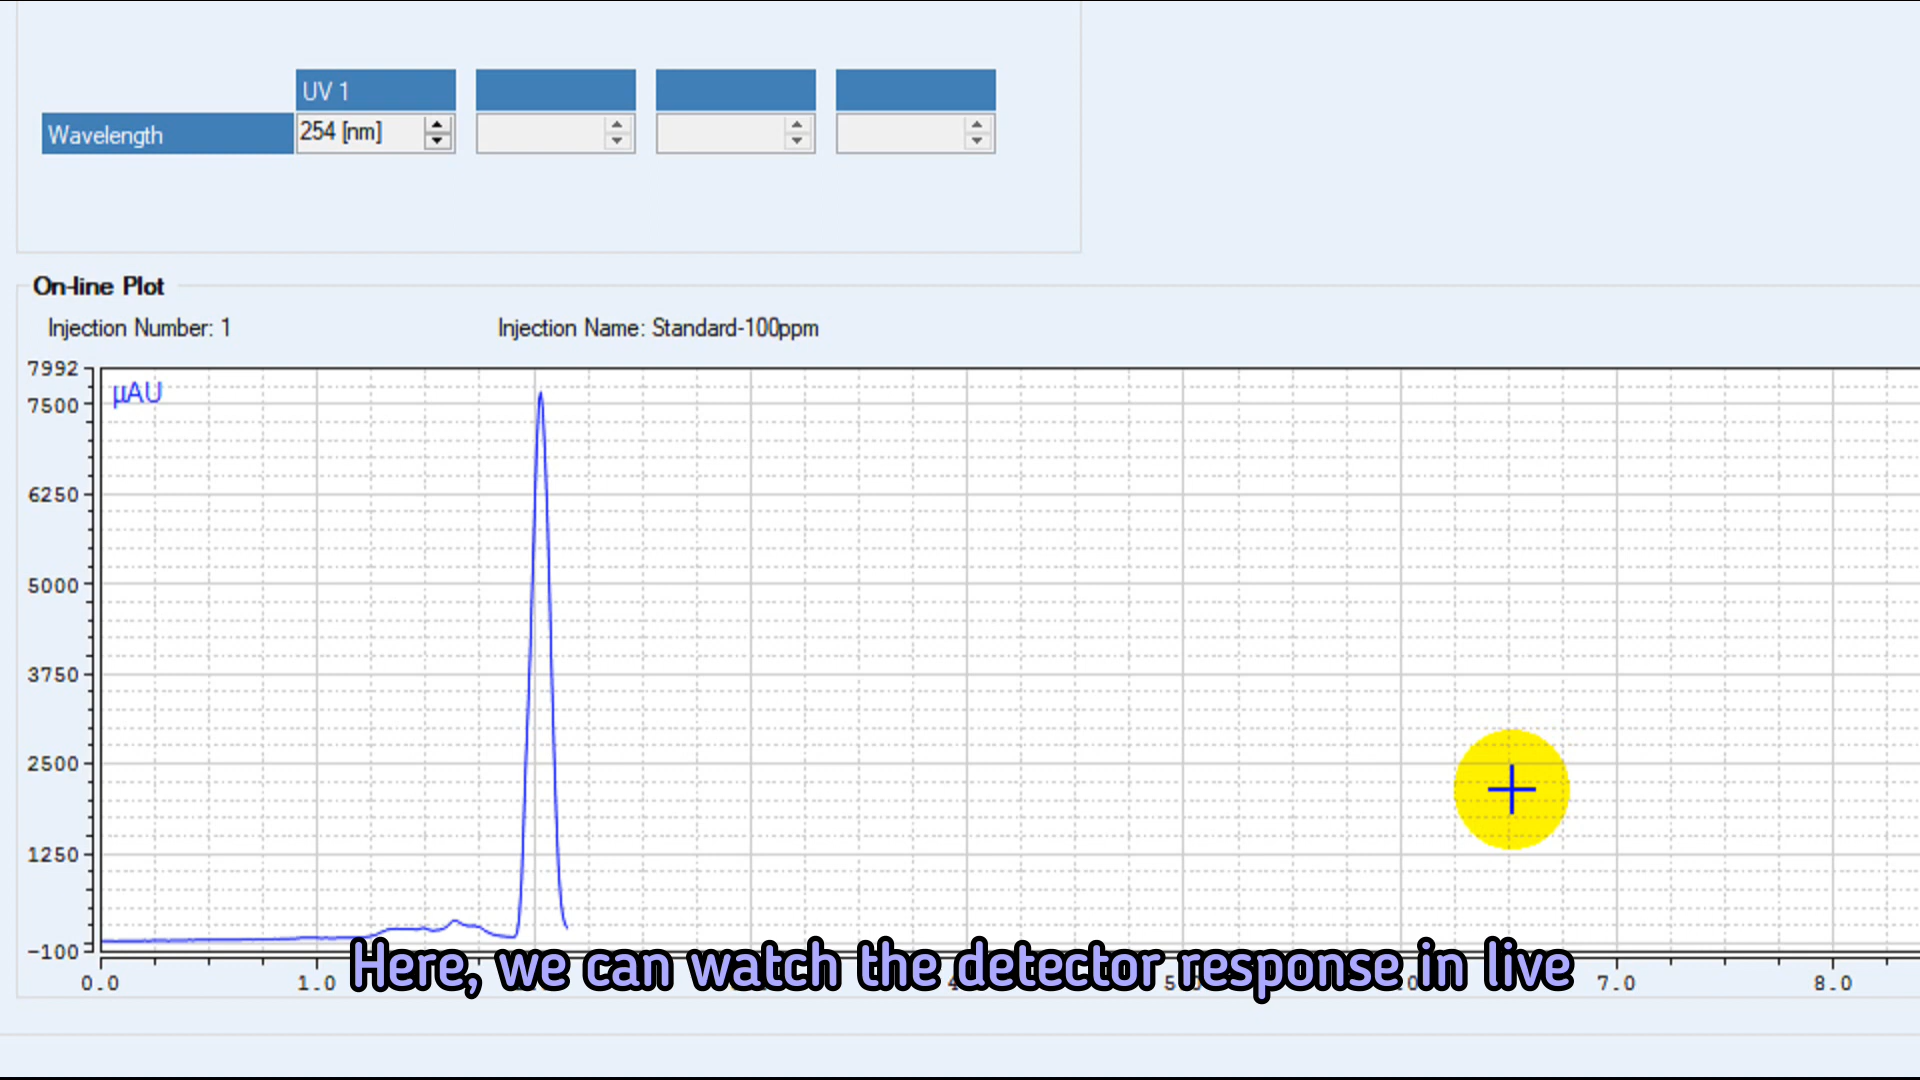 UV 1
Wavelength 254 [nm]
On-line Plot
Injection Number: 1 Injection Name: Standard-100ppm
7992
µAU
7500
6250
5000
3750
2500
1250
-100
Here, we can watch the detector response in live
0.0 1.0 7.0 8.0